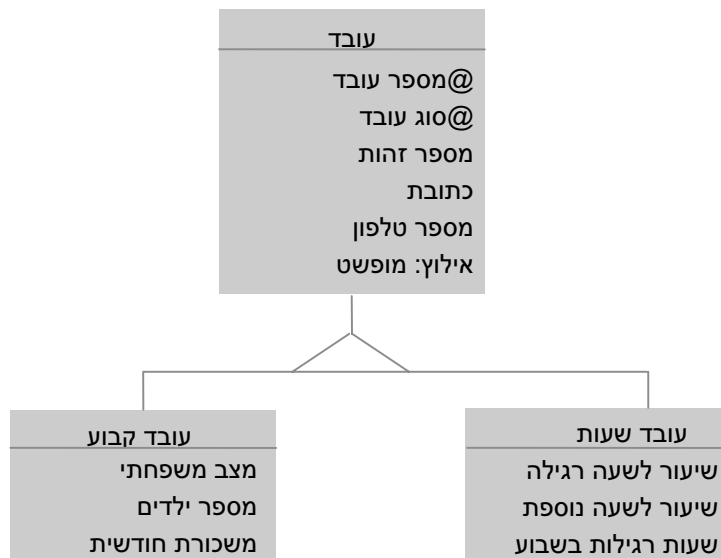 עובד
@מספר עובד
@סוג עובד
מספר זהות
כתובת
מספר טלפון
אילוץ: מופשט
עובד שעות
שיעור לשעה רגילה
שיעור לשעה נוספת
שעות רגילות בשבוע
עובד קבוע
מצב משפחתי
מספר ילדים
משכורת חודשית